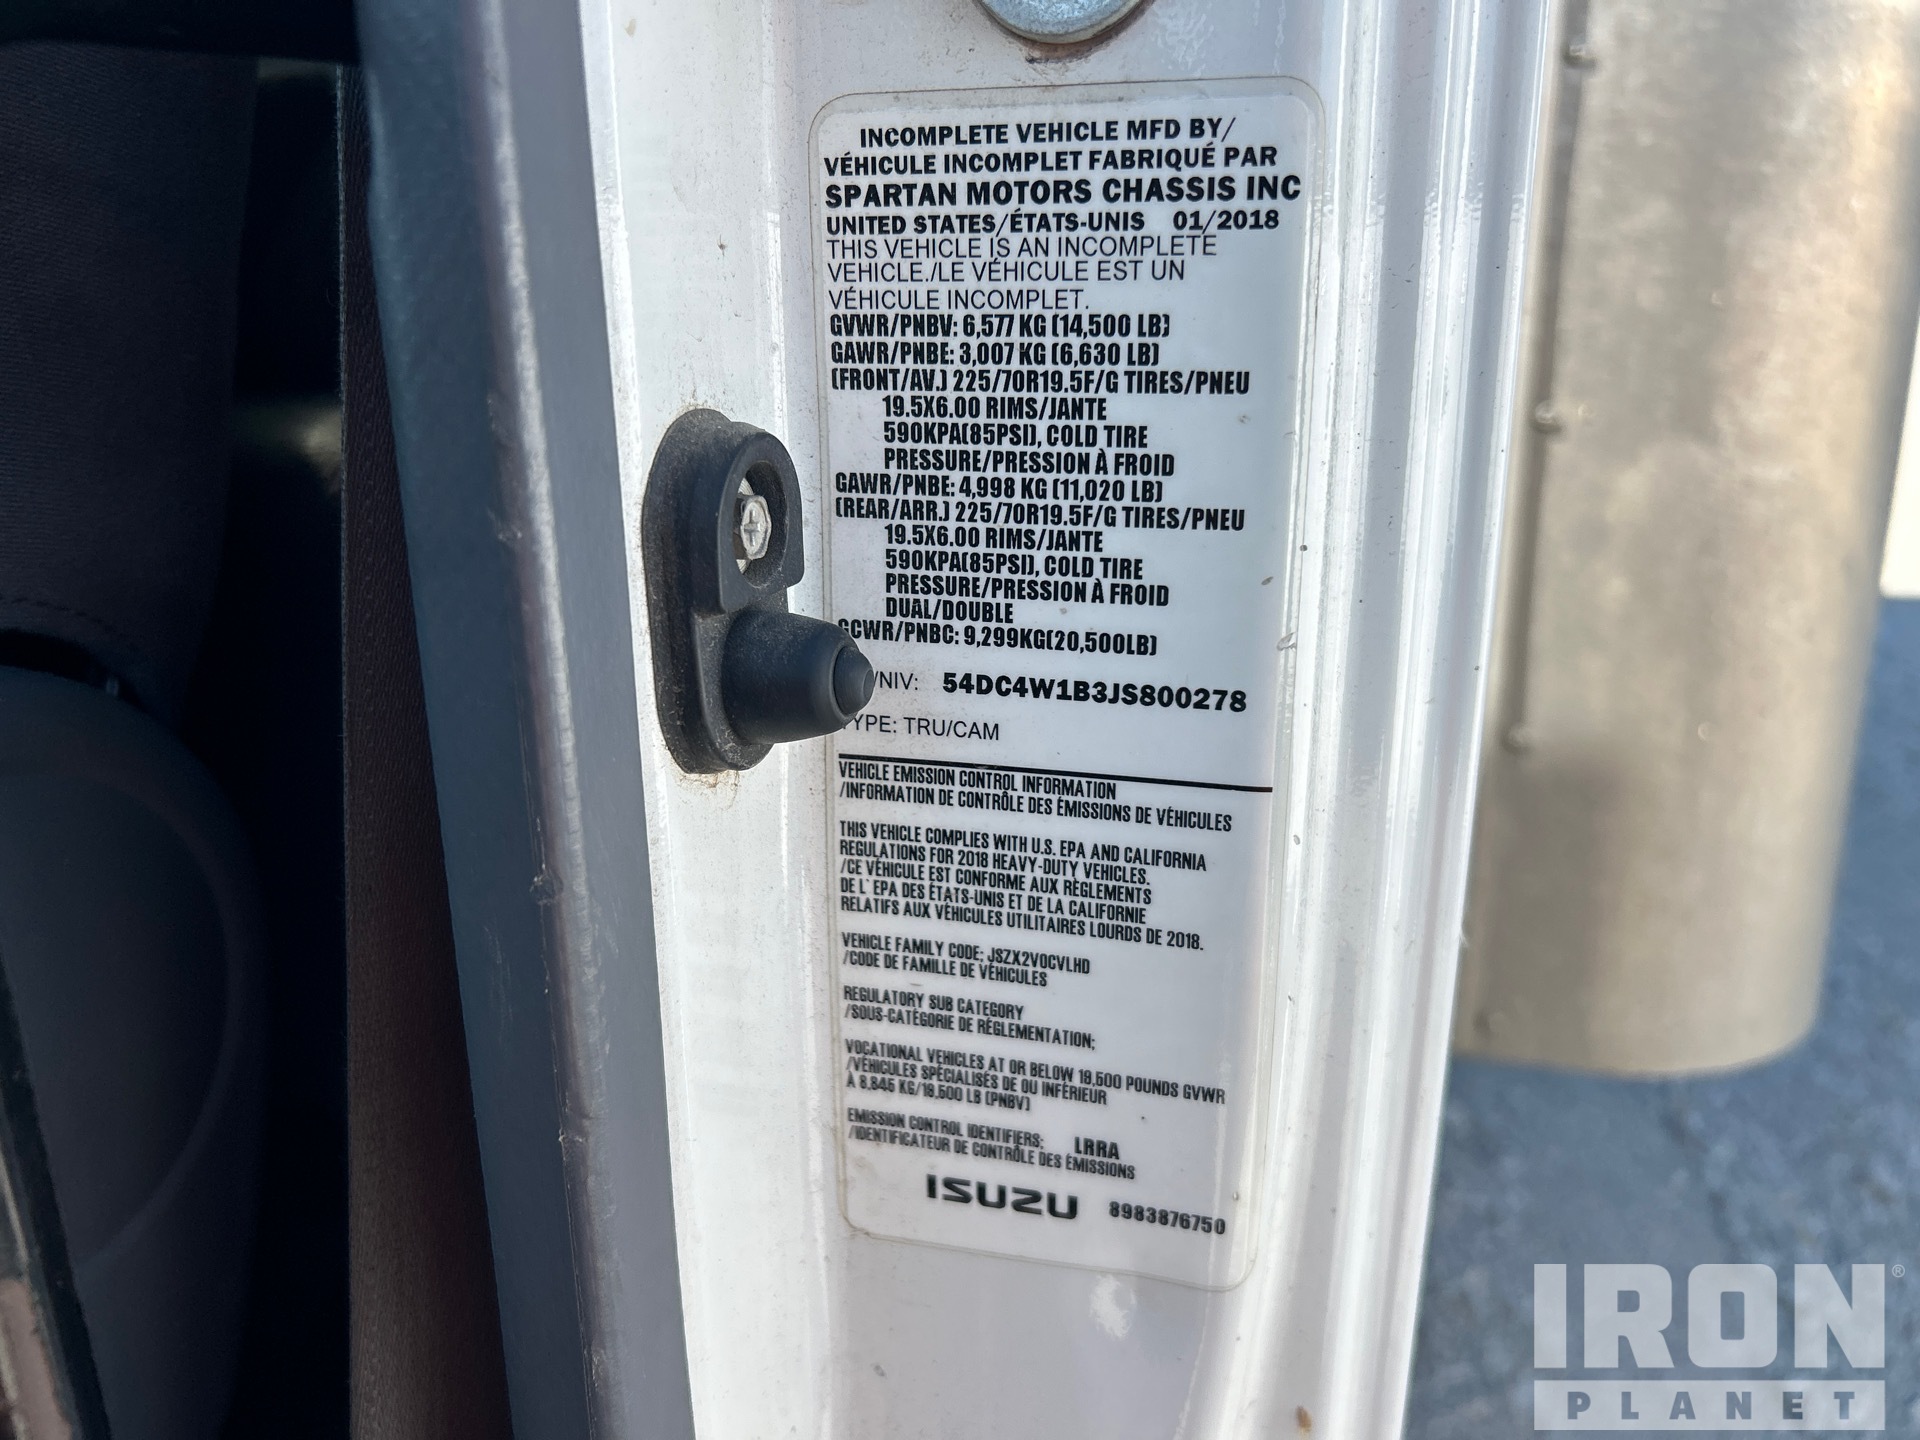 INCOMPLETE VEHICLE MFD BY/
VÉHICULE INCOMPLET FABRIQUÉ PAR
SPARTAN MOTORS CHASSIS INC
UNITED STATES/ÉTATS-UNIS 01/2018
THIS VEHICLE IS AN INCOMPLETE
VEHICLE./LE VÉHICULE EST UN
VÉHICULE INCOMPLET.
GVWR/PNBV: 6,577 KG (14,500 LB)
GAWR/PNBE: 3,007 KG (6,630 LB)
(FRONT/AV.) 225/70R19.5F/G TIRES/PNEU
19.5X6.00 RIMS/JANTE
590KPA(85PSI), COLD TIRE
PRESSURE/PRESSION À FROID
GAWR/PNBE: 4,998 KG (11,020 LB)
(REAR/ARR.) 225/70R19.5F/G TIRES/PNEU
19.5X6.00 RIMS/JANTE
590KPA(85PSI), COLD TIRE
PRESSURE/PRESSION À FROID
DUAL/DOUBLE
GCWR/PNBC: 9,299KG(20,500LB)
/NIV: 54DC4W1B3JS800278
TYPE: TRU/CAM
VEHICLE EMISSION CONTROL INFORMATION
/INFORMATION DE CONTRÔLE DES ÉMISSIONS DE VÉHICULES
THIS VEHICLE COMPLIES WITH U.S. EPA AND CALIFORNIA
REGULATIONS FOR 2018 HEAVY-DUTY VEHICLES.
/CE VÉHICULE EST CONFORME AUX RÈGLEMENTS
DE L'EPA DES ÉTATS-UNIS ET DE LA CALIFORNIE
RELATIFS AUX VÉHICULES UTILITAIRES LOURDS DE 2018.
VEHICLE FAMILY CODE: JSZX2VOCVLHD
/CODE DE FAMILLE DE VÉHICULES
REGULATORY SUB CATEGORY
/SOUS-CATÉGORIE DE RÉGLEMENTATION:
VOCATIONAL VEHICLES AT OR BELOW 19,500 POUNDS GVWR
/VÉHICULES SPÉCIALISÉS DE OU INFÉRIEUR
À 8,845 KG/19,500 LB (PNBV)
EMISSION CONTROL IDENTIFIERS: LRRA
/IDENTIFICATEUR DE CONTRÔLE DES ÉMISSIONS
ISUZU 8983876750
IRON®
PLANET